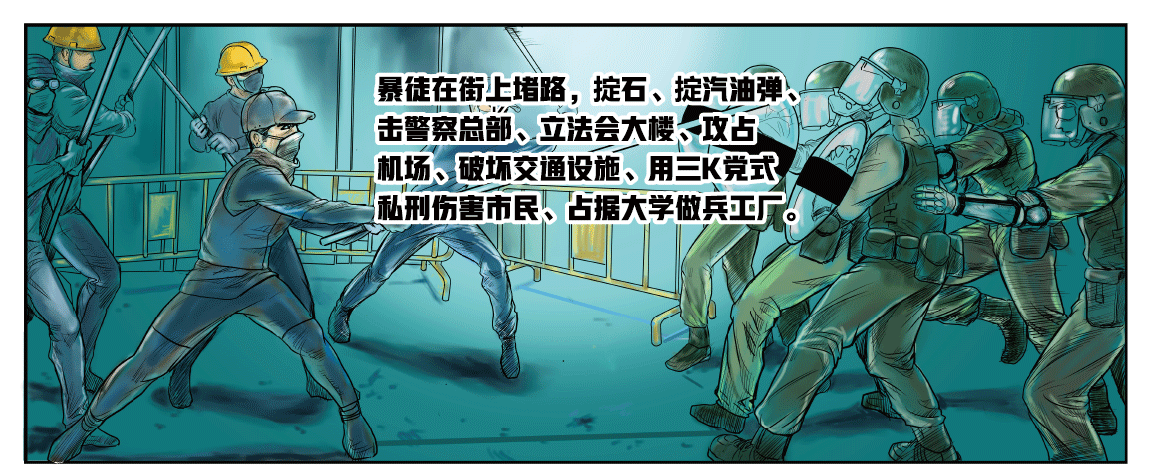 暴徒在街上堵路，掟石、掟汽油弹、
击警察总部、立法会大楼、攻占
机场、破坏交通设施、用三K党式
私刑伤害市民、占据大学做兵工厂。